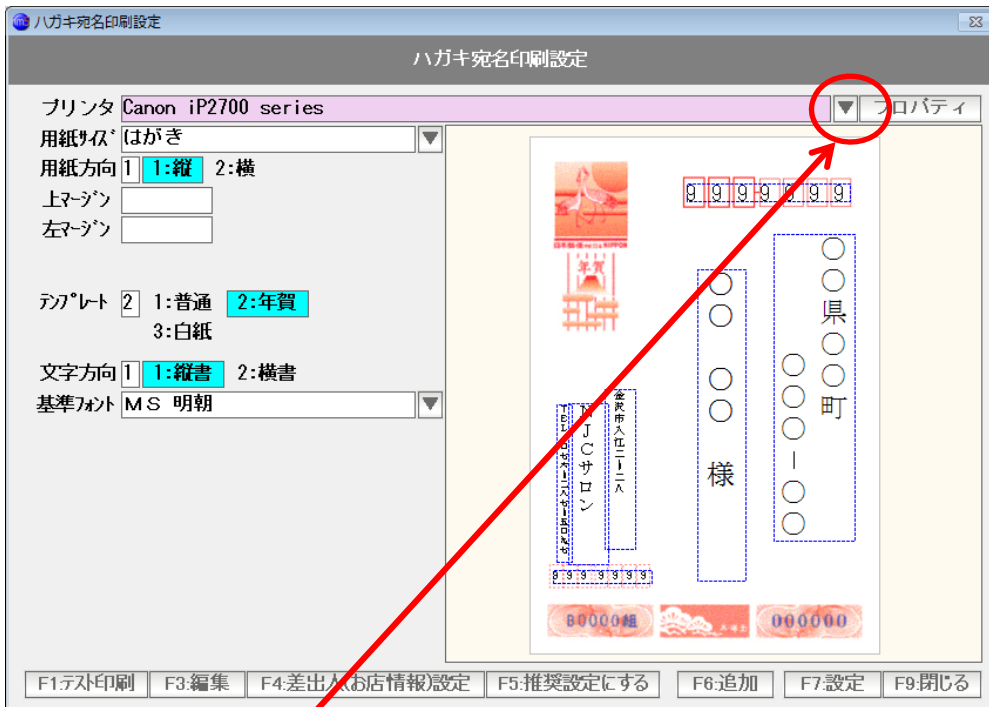 ハガキ宛名印刷設定
ハガキ宛名印刷設定
プリンタ Canon iP2700 series ▼ プロパティ
用紙ｻｲｽﾞ はがき ▼
用紙方向 1 1:縦 2:横
上ﾏｰｼﾞﾝ
左ﾏｰｼﾞﾝ
ﾃﾝﾌﾟﾚｰﾄ 2 1:普通 2:年賀
3:白紙
文字方向 1 1:縦書 2:横書
基準ﾌｫﾝﾄ ＭＳ 明朝 ▼
9999999
年賀
○○県○○町
○○○－○○
○○ ○○ 様
金沢市入江二－二八
ＮＪＣサロン
9999999
B0000組
000000
F1:ﾃｽﾄ印刷 F3:編集 F4:差出人(お店情報)設定 F5:推奨設定にする F6:追加 F7:設定 F9:閉じる